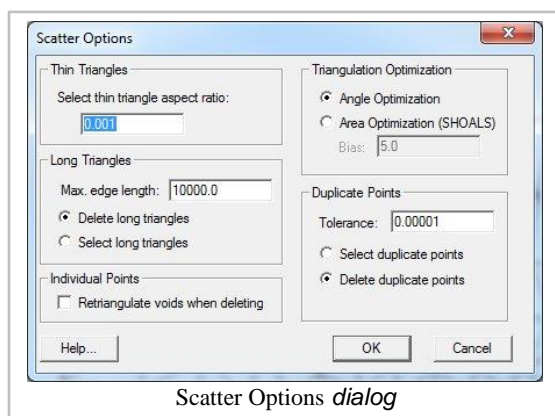 Scatter Options
Thin Triangles
Select thin triangle aspect ratio:
0.001
Long Triangles
Max. edge length: 10000.0
Delete long triangles
Select long triangles
Individual Points
Retriangulate voids when deleting
Triangulation Optimization
Angle Optimization
Area Optimization (SHOALS)
Bias: 5.0
Duplicate Points
Tolerance: 0.00001
Select duplicate points
Delete duplicate points
Help...
OK
Cancel
Scatter Options dialog